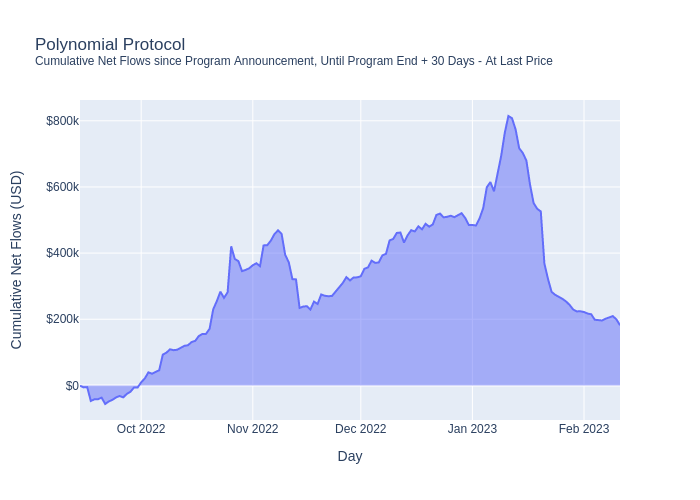 Polynomial Protocol
Cumulative Net Flows since Program Announcement, Until Program End + 30 Days - At Last Price
Cumulative Net Flows (USD)
$800k
$600k
$400k
$200k
$0
Oct 2022
Nov 2022
Dec 2022
Jan 2023
Feb 2023
Day